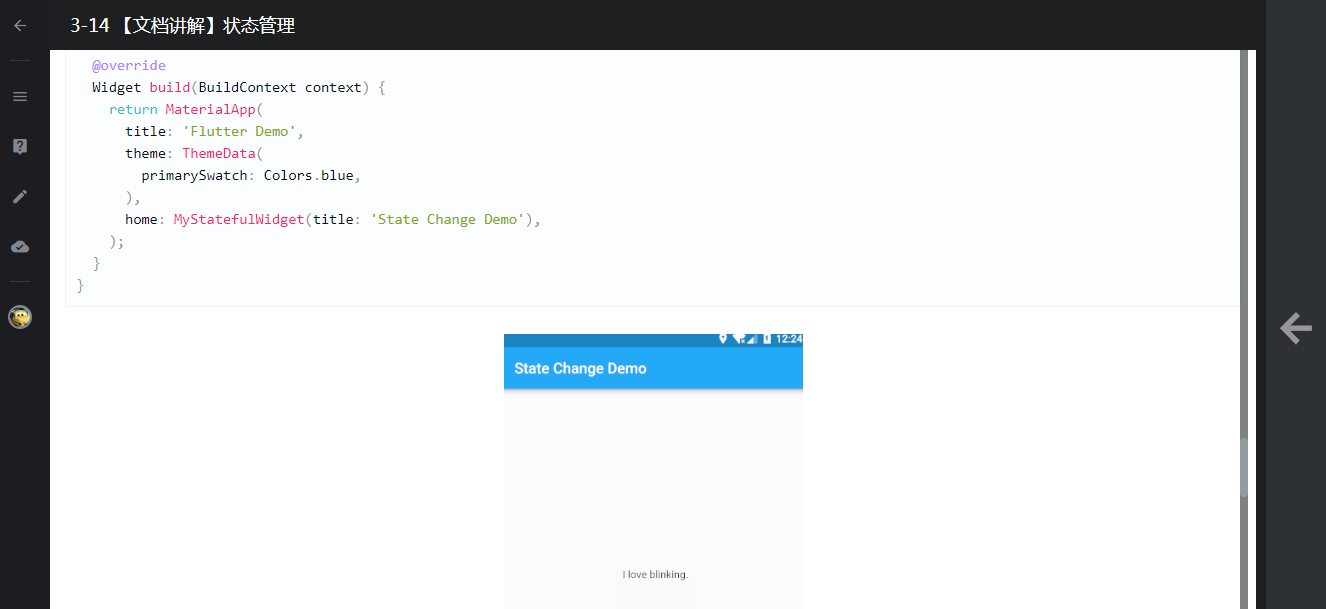 3-14 【文档讲解】状态管理
@override
Widget build(BuildContext context) {
return MaterialApp(
title: 'Flutter Demo',
theme: ThemeData(
primarySwatch: Colors.blue,
),
home: MyStatefulWidget(title: 'State Change Demo'),
);
}
}
12:24
State Change Demo
I love blinking.